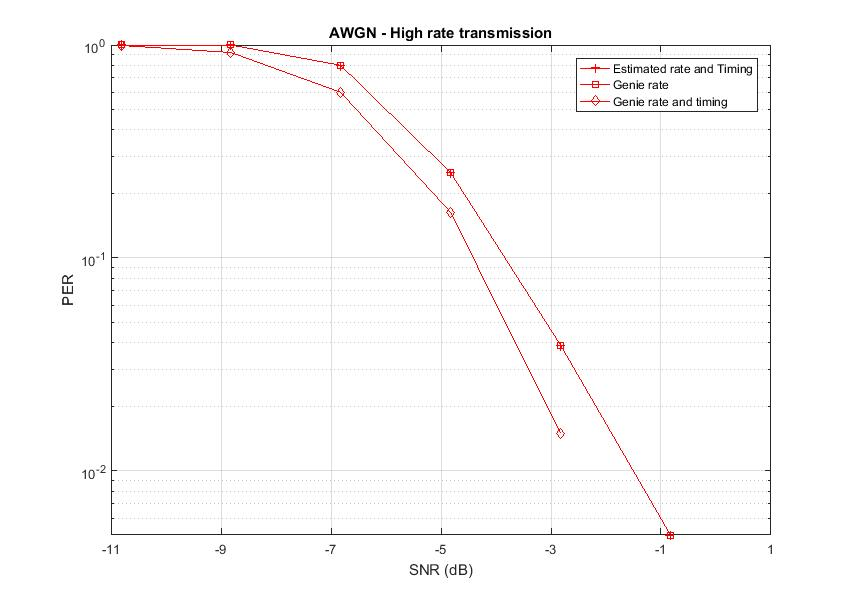 AWGN - High rate transmission
Estimated rate and Timing
Genie rate
Genie rate and timing
10^0
10^-1
10^-2
PER
-11 -9 -7 -5 -3 -1 1
SNR (dB)